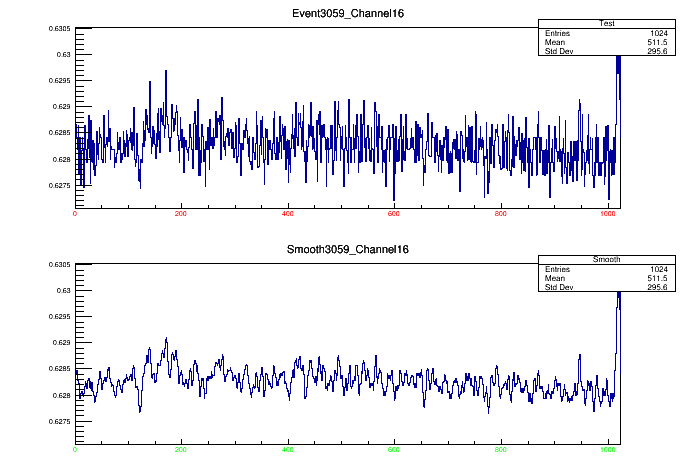 Event3059_Channel16
Test
Entries 1024
Mean 511.5
Std Dev 295.6
0.6305
0.63
0.6295
0.629
0.6285
0.628
0.6275
0 200 400 600 800 1000
Smooth3059_Channel16
Smooth
Entries 1024
Mean 511.5
Std Dev 295.6
0.6305
0.63
0.6295
0.629
0.6285
0.628
0.6275
0 200 400 600 800 1000